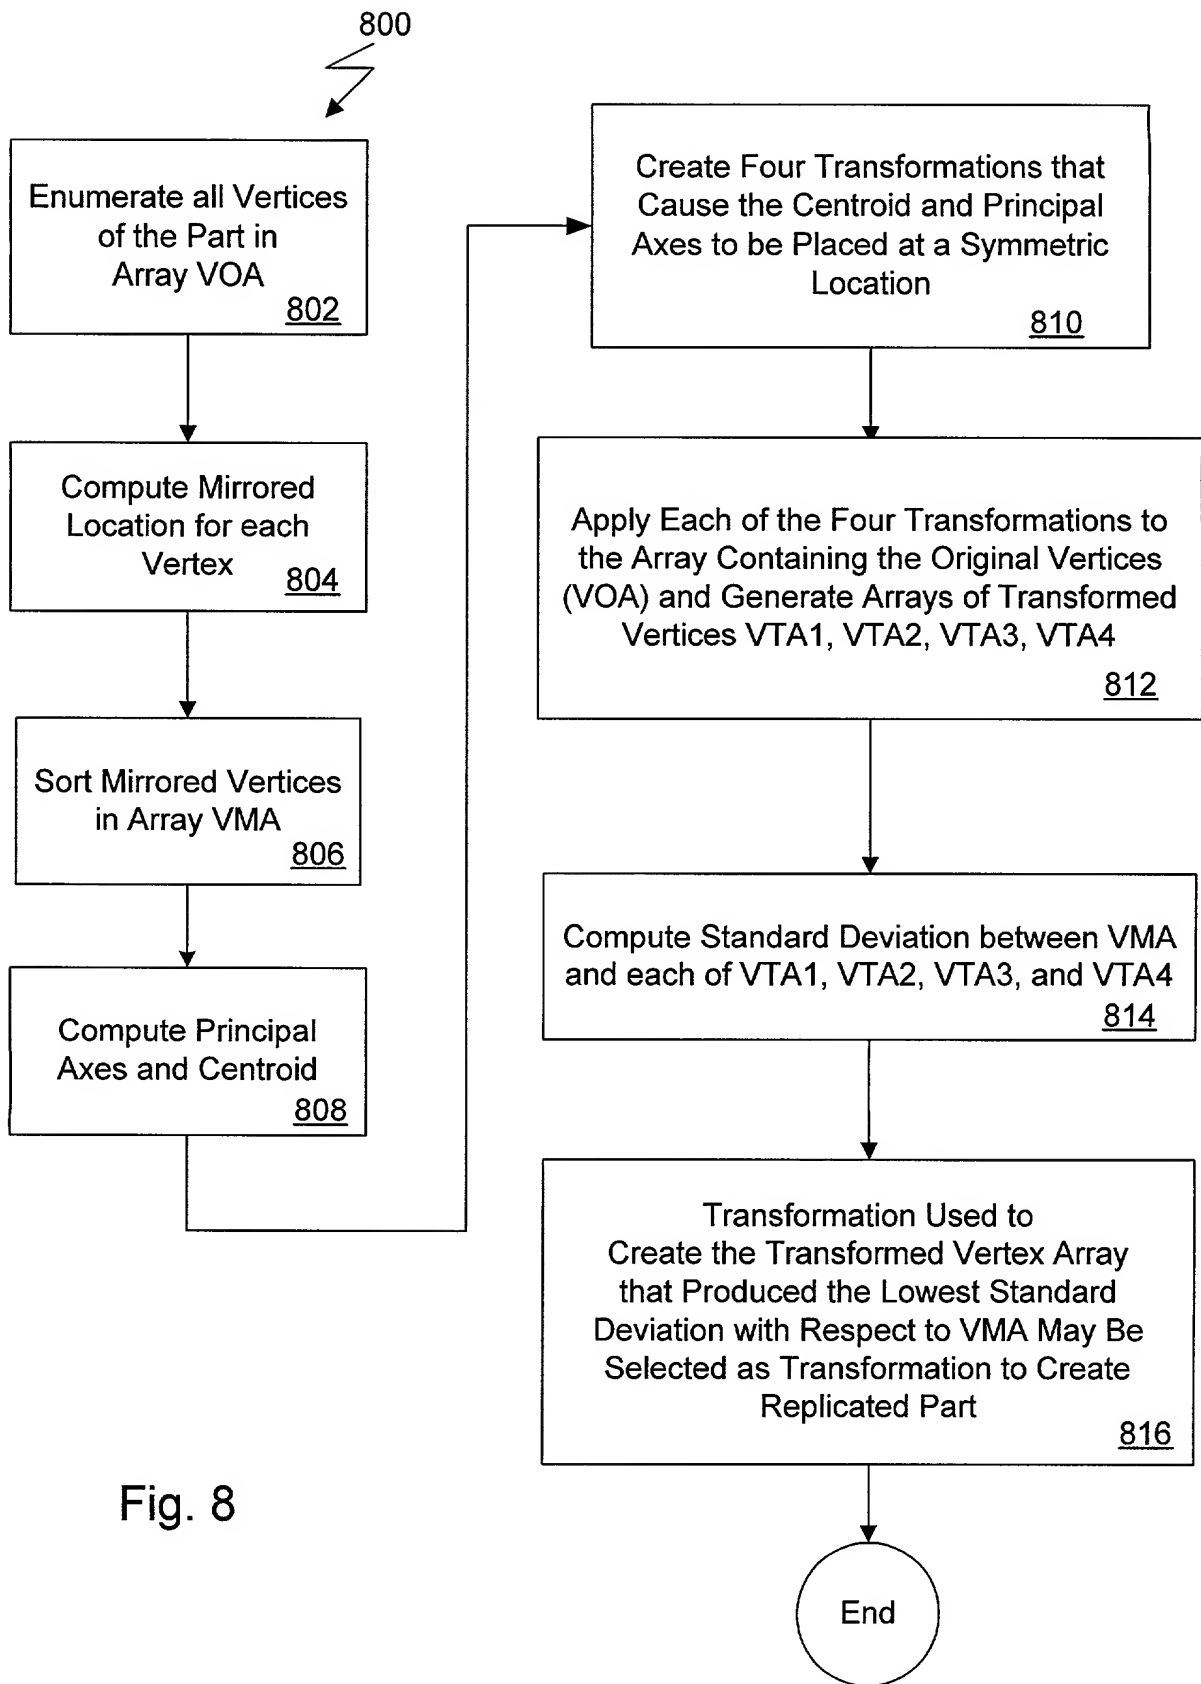 800
Enumerate all Vertices
of the Part in
Array VOA
802
Compute Mirrored
Location for each
Vertex
804
Sort Mirrored Vertices
in Array VMA
806
Compute Principal
Axes and Centroid
808
Create Four Transformations that
Cause the Centroid and Principal
Axes to be Placed at a Symmetric
Location
810
Apply Each of the Four Transformations to
the Array Containing the Original Vertices
(VOA) and Generate Arrays of Transformed
Vertices VTA1, VTA2, VTA3, VTA4
812
Compute Standard Deviation between VMA
and each of VTA1, VTA2, VTA3, and VTA4
814
Transformation Used to
Create the Transformed Vertex Array
that Produced the Lowest Standard
Deviation with Respect to VMA May Be
Selected as Transformation to Create
Replicated Part
816
End
Fig. 8